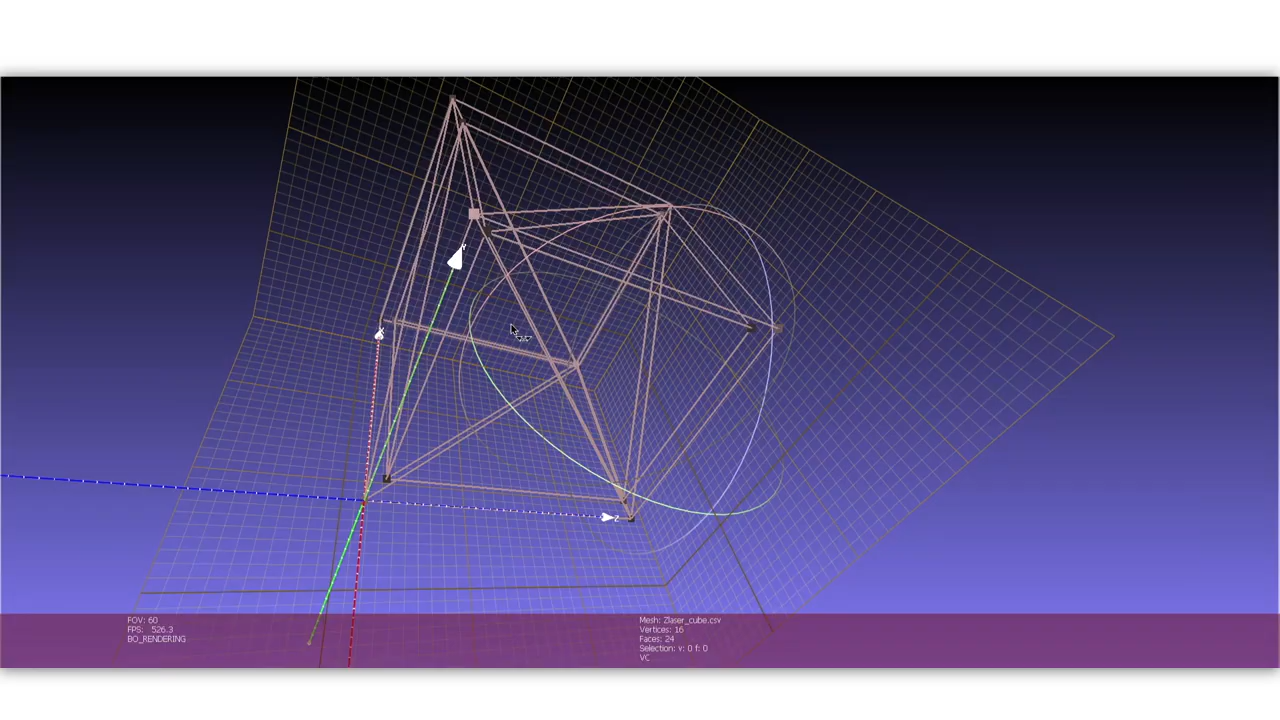 Y
X
Z
FOV: 60
FPS: 526.3
BO_RENDERING
Mesh: Zlaser_cube.csv
Vertices: 16
Faces: 24
Selection: v: 0 f: 0
VC